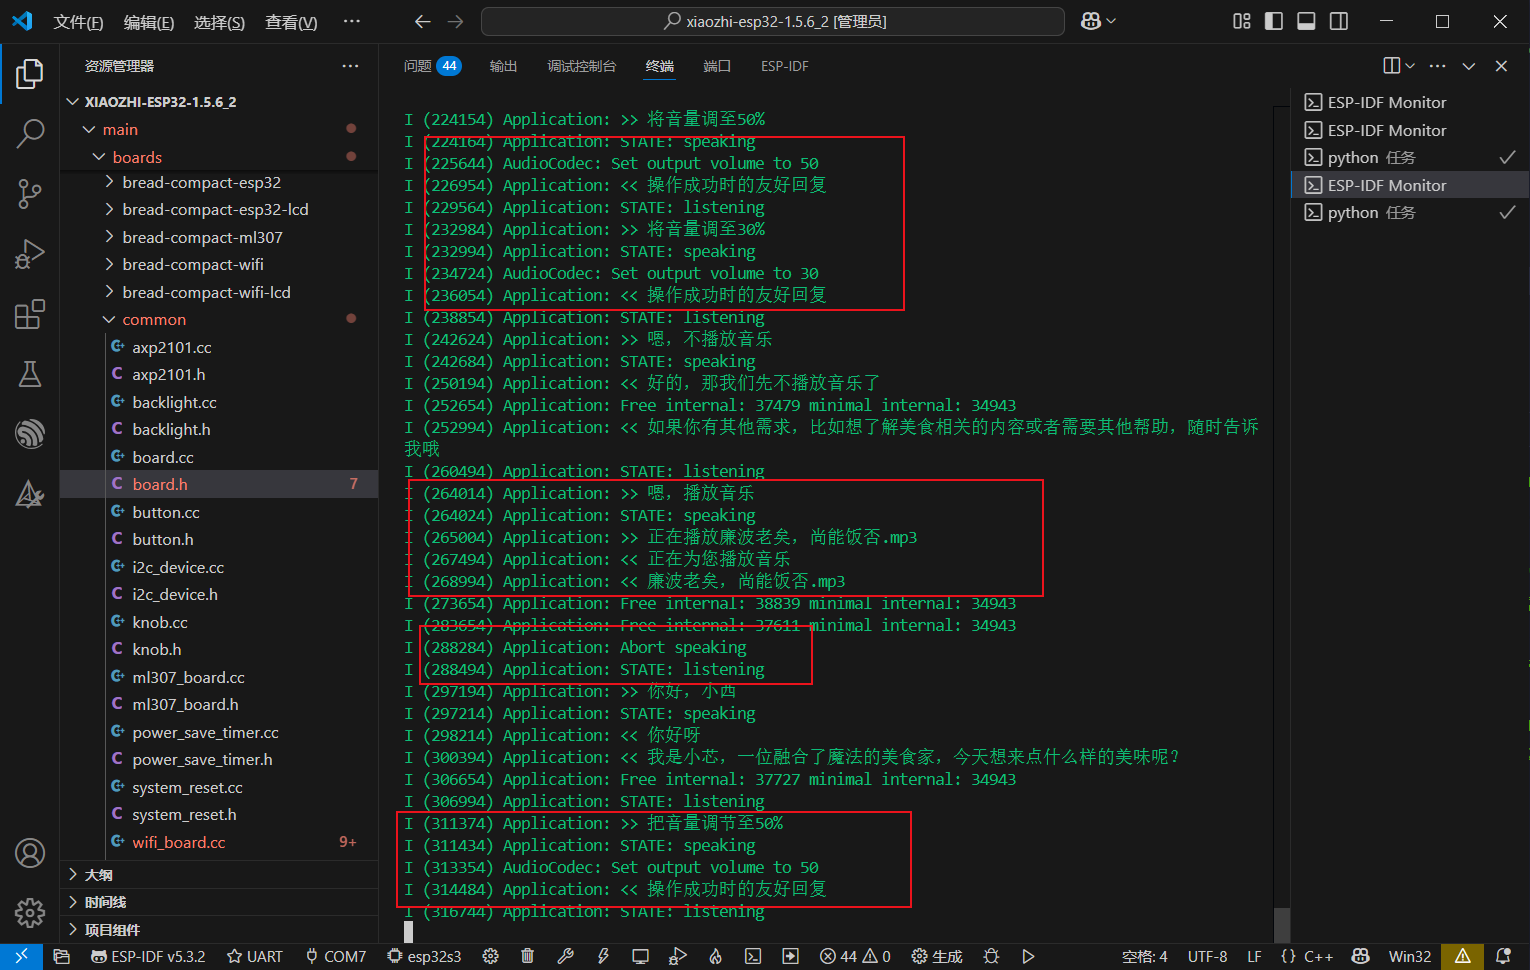 文件(F) 编辑(E) 选择(S) 查看(V) ··· xiaozhi-esp32-1.5.6_2 [管理员]
资源管理器 ···
XIAOZHI-ESP32-1.5.6_2
main
boards
bread-compact-esp32
bread-compact-esp32-lcd
bread-compact-ml307
bread-compact-wifi
bread-compact-wifi-lcd
common
axp2101.cc
axp2101.h
backlight.cc
backlight.h
board.cc
board.h 7
button.cc
button.h
i2c_device.cc
i2c_device.h
knob.cc
knob.h
ml307_board.cc
ml307_board.h
power_save_timer.cc
power_save_timer.h
system_reset.cc
system_reset.h
wifi_board.cc 9+
大纲
时间线
项目组件
问题 44 输出 调试控制台 终端 端口 ESP-IDF
I (224154) Application: >> 将音量调至50%
I (224164) Application: STATE: speaking
I (225644) AudioCodec: Set output volume to 50
I (226954) Application: << 操作成功时的友好回复
I (229564) Application: STATE: listening
I (232984) Application: >> 将音量调至30%
I (232994) Application: STATE: speaking
I (234724) AudioCodec: Set output volume to 30
I (236054) Application: << 操作成功时的友好回复
I (238854) Application: STATE: listening
I (242624) Application: >> 嗯，不播放音乐
I (242684) Application: STATE: speaking
I (250194) Application: << 好的，那我们先不播放音乐了
I (252654) Application: Free internal: 37479 minimal internal: 34943
I (252994) Application: << 如果你有其他需求，比如想了解美食相关的内容或者需要其他帮助，随时告诉
我哦
I (260494) Application: STATE: listening
I (264014) Application: >> 嗯，播放音乐
I (264024) Application: STATE: speaking
I (265004) Application: >> 正在播放廉波老矣，尚能饭否.mp3
I (267494) Application: << 正在为您播放音乐
I (268994) Application: << 廉波老矣，尚能饭否.mp3
I (273654) Application: Free internal: 38839 minimal internal: 34943
I (283654) Application: Free internal: 37611 minimal internal: 34943
I (288284) Application: Abort speaking
I (288494) Application: STATE: listening
I (297194) Application: >> 你好，小西
I (297214) Application: STATE: speaking
I (298214) Application: << 你好呀
I (300394) Application: << 我是小芯，一位融合了魔法的美食家，今天想来点什么样的美味呢？
I (306654) Application: Free internal: 37727 minimal internal: 34943
I (306994) Application: STATE: listening
I (311374) Application: >> 把音量调节至50%
I (311434) Application: STATE: speaking
I (313354) AudioCodec: Set output volume to 50
I (314484) Application: << 操作成功时的友好回复
I (316744) Application: STATE: listening
ESP-IDF Monitor
ESP-IDF Monitor
python 任务
ESP-IDF Monitor
python 任务
ESP-IDF v5.3.2 UART COM7 esp32s3 44 0 生成 空格: 4 UTF-8 LF {} C++ Win32